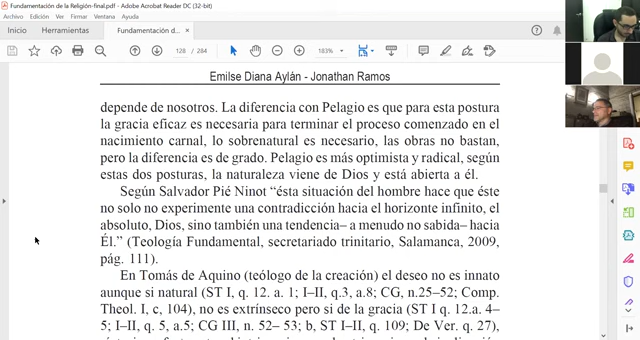 Fundamentación de la Religión-final.pdf - Adobe Acrobat Reader DC (32-bit)
Archivo Edición Ver Firmar Ventana Ayuda
Inicio Herramientas Fundamentación d...
128 / 284
183%
Emilse Diana Aylán - Jonathan Ramos
depende de nosotros. La diferencia con Pelagio es que para esta postura
la gracia eficaz es necesaria para terminar el proceso comenzado en el
nacimiento carnal, lo sobrenatural es necesario, las obras no bastan,
pero la diferencia es de grado. Pelagio es más optimista y radical, según
estas dos posturas, la naturaleza viene de Dios y está abierta a él.
Según Salvador Pié Ninot “ésta situación del hombre hace que éste
no solo no experimente una contradicción hacia el horizonte infinito, el
absoluto, Dios, sino también una tendencia– a menudo no sabida– hacia
Él.” (Teología Fundamental, secretariado trinitario, Salamanca, 2009,
pág. 111).
En Tomás de Aquino (teólogo de la creación) el deseo no es innato
aunque si natural (ST I, q. 12. a. 1; I–II, q.3, a.8; CG, n.25–52; Comp.
Theol. I, c, 104), no es extrínseco pero si de la gracia (ST I q. 12.a. 4–
5; I–II, q. 5, a.5; CG III, n. 52– 53; b, ST I–II, q. 109; De Ver. q. 27),